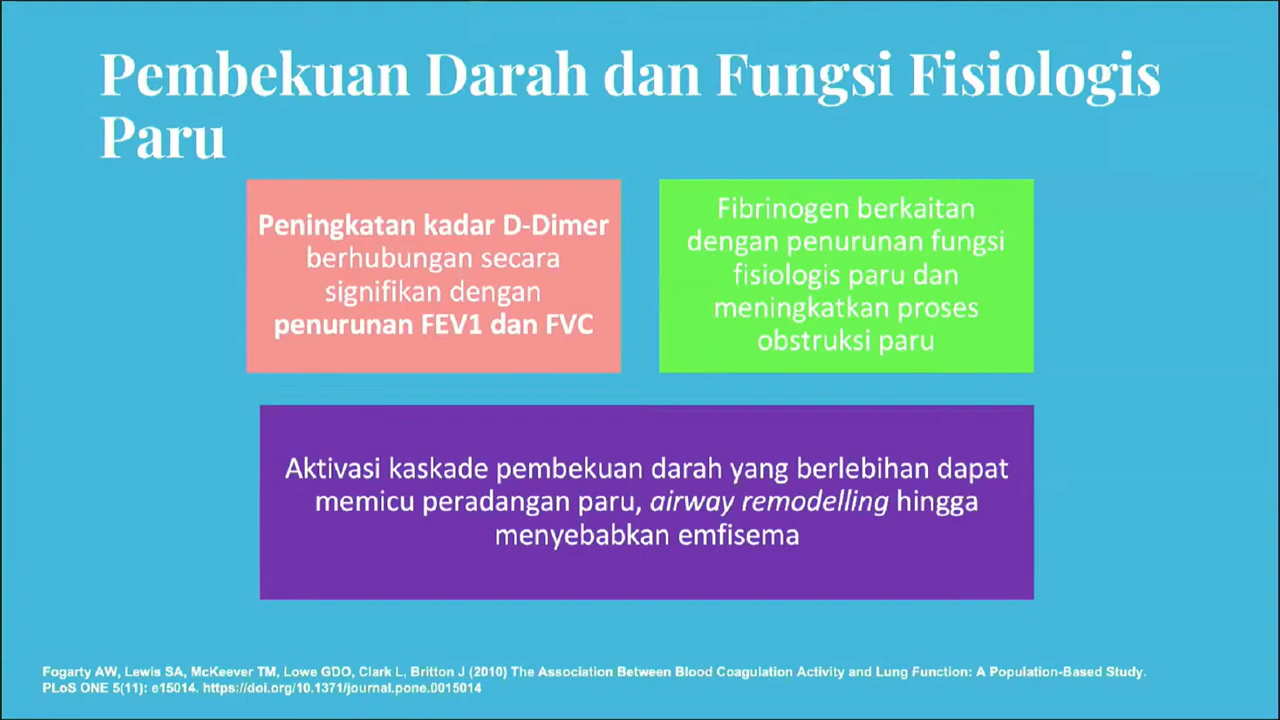 Pembekuan Darah dan Fungsi Fisiologis
Paru
Peningkatan kadar D-Dimer
berhubungan secara
signifikan dengan
penurunan FEV1 dan FVC
Fibrinogen berkaitan
dengan penurunan fungsi
fisiologis paru dan
meningkatkan proses
obstruksi paru
Aktivasi kaskade pembekuan darah yang berlebihan dapat
memicu peradangan paru, airway remodelling hingga
menyebabkan emfisema
Fogarty AW, Lewis SA, McKeever TM, Lowe GDO, Clark L, Britton J (2010) The Association Between Blood Coagulation Activity and Lung Function: A Population-Based Study.
PLoS ONE 5(11): e15014. https://doi.org/10.1371/journal.pone.0015014